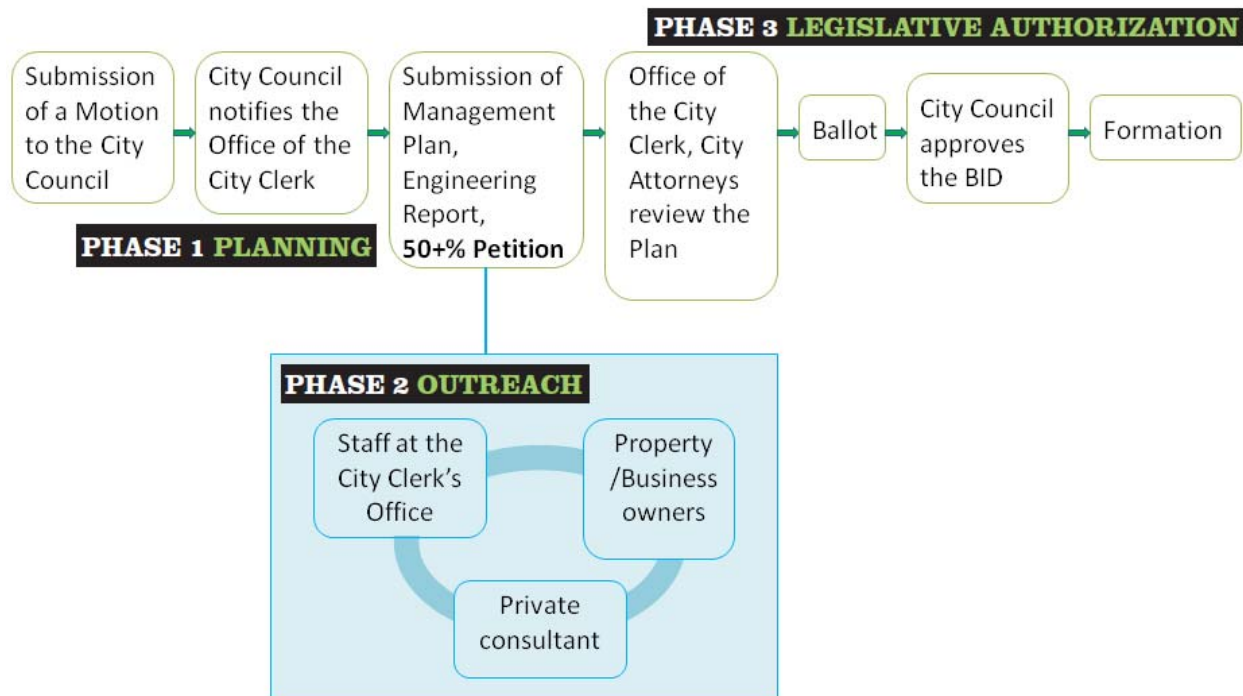 PHASE 3 LEGISLATIVE AUTHORIZATION
Submission
of a Motion
to the City
Council
City Council
notifies the
Office of the
City Clerk
Submission of
Management
Plan,
Engineering
Report,
50+% Petition
Office of
the City
Clerk, City
Attorneys
review the
Plan
Ballot
City Council
approves
the BID
Formation
PHASE 1 PLANNING
PHASE 2 OUTREACH
Staff at the
City Clerk’s
Office
Property
/Business
owners
Private
consultant